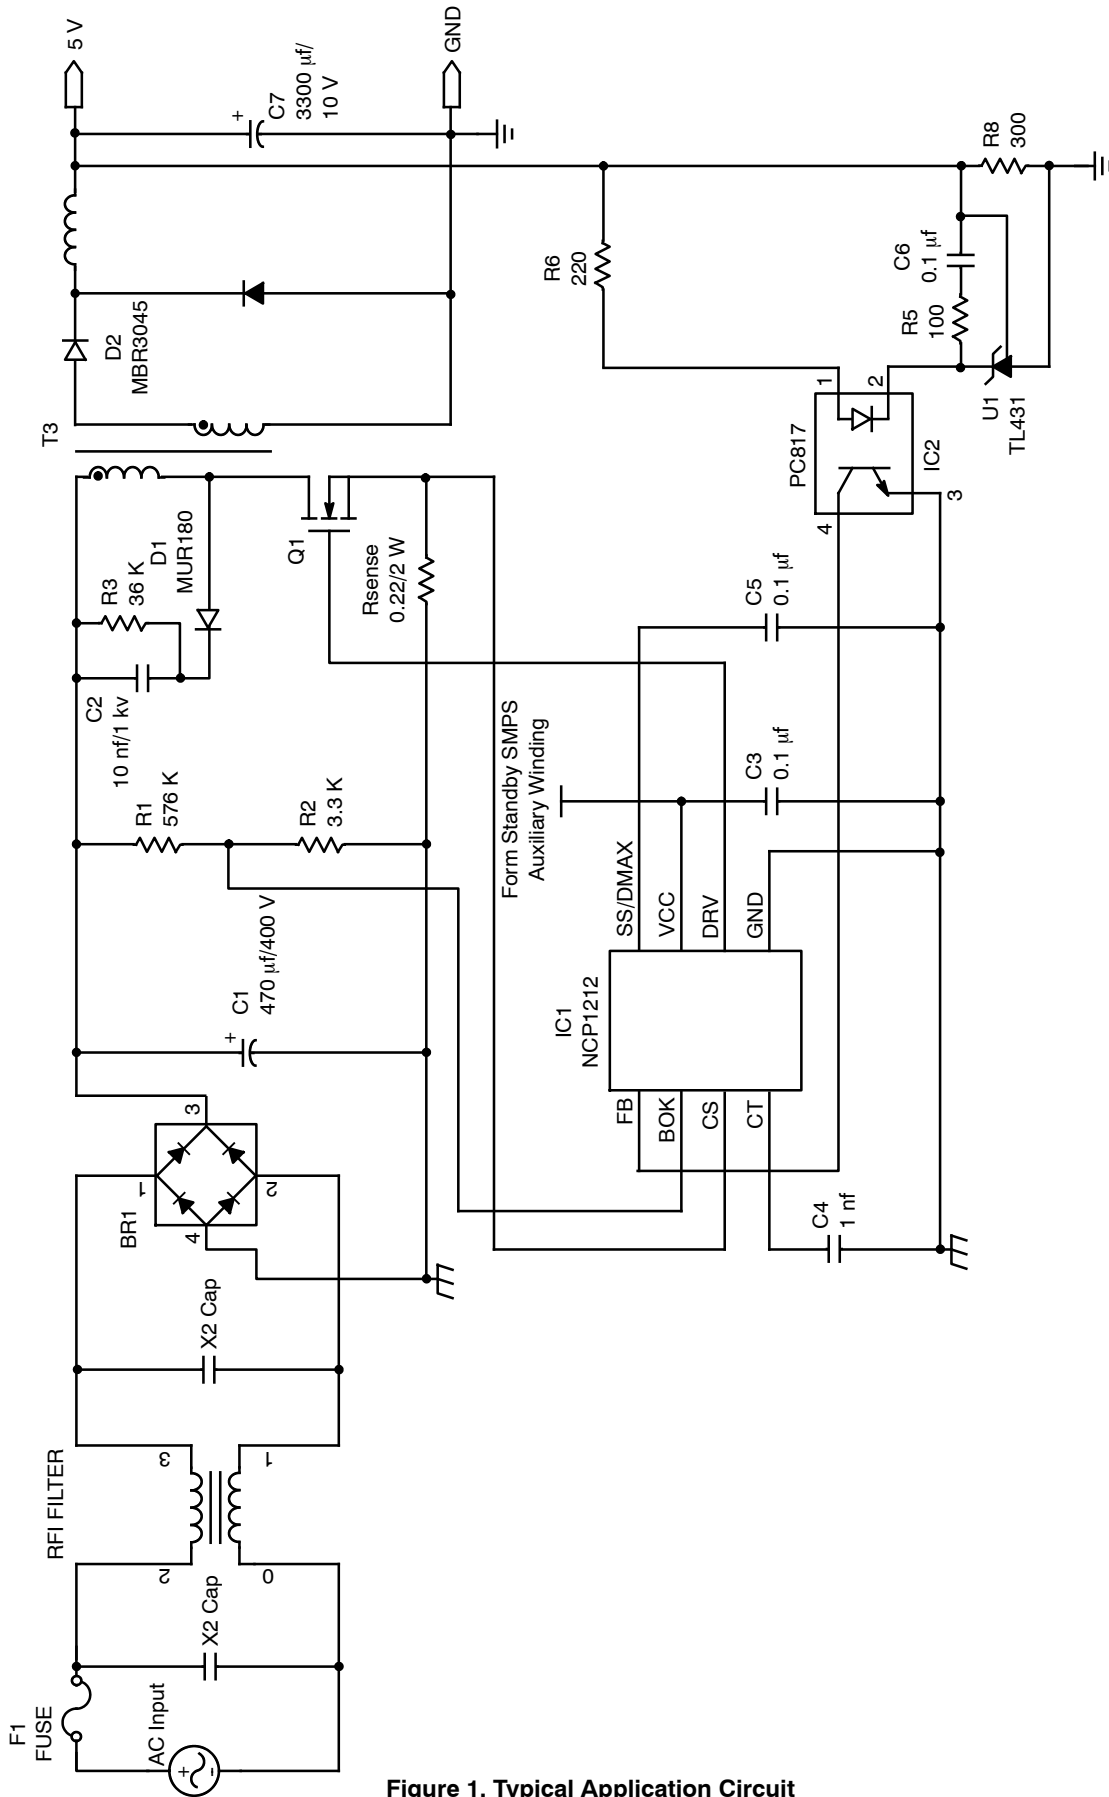 F1
FUSE
AC Input
+
-
X2 Cap
RFI FILTER
2
3
0
1
X2 Cap
BR1
1
2
3
4
C1
470 µf/400 V
+
R1
576 K
R2
3.3 K
C2
10 nf/1 kv
R3
36 K
D1
MUR180
T3
Q1
Rsense
0.22/2 W
D2
MBR3045
5 V
+
C7
3300 µf/
10 V
GND
Form Standby SMPS
Auxiliary Winding
IC1
NCP1212
FB
BOK
CS
CT
SS/DMAX
VCC
DRV
GND
C4
1 nf
C3
0.1 µf
C5
0.1 µf
PC817
IC2
4
3
1
2
R6
220
R5
100
C6
0.1 µf
U1
TL431
R8
300
Figure 1. Typical Application Circuit